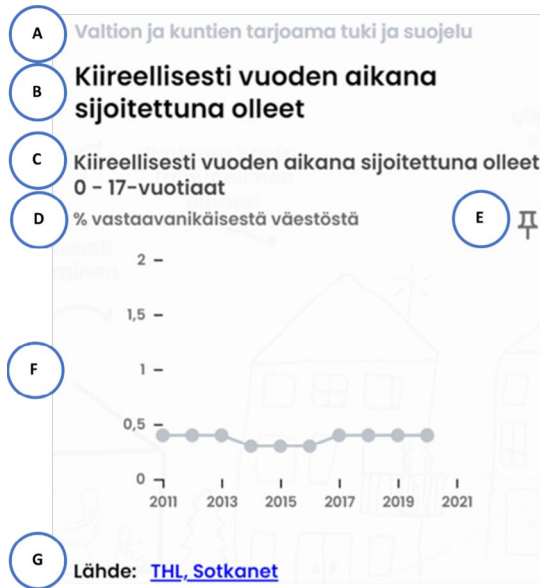 A Valtion ja kuntien tarjoama tuki ja suojelu
B Kiireellisesti vuoden aikana
sijoitettuna olleet
C Kiireellisesti vuoden aikana sijoitettuna olleet
0 - 17-vuotiaat
D % vastaavanikäisestä väestöstä
E
2
1,5
F 1
0,5
0
2011 2013 2015 2017 2019 2021
G Lähde: THL, Sotkanet